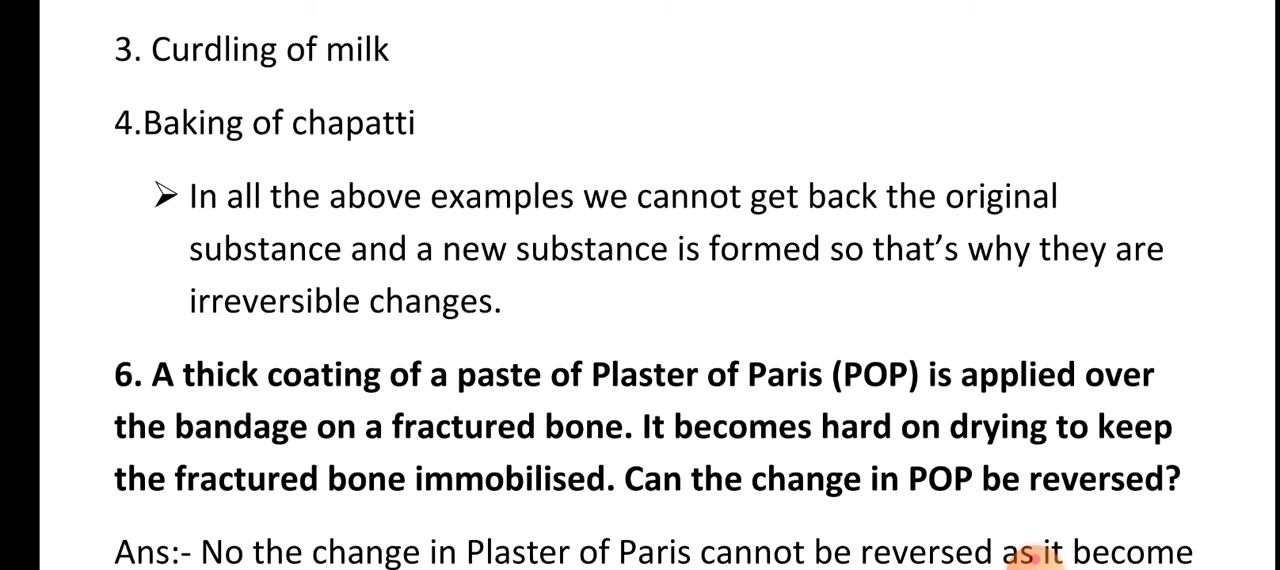 3. Curdling of milk
4.Baking of chapatti
➢ In all the above examples we cannot get back the original
substance and a new substance is formed so that’s why they are
irreversible changes.
6. A thick coating of a paste of Plaster of Paris (POP) is applied over
the bandage on a fractured bone. It becomes hard on drying to keep
the fractured bone immobilised. Can the change in POP be reversed?
Ans:- No the change in Plaster of Paris cannot be reversed as it become